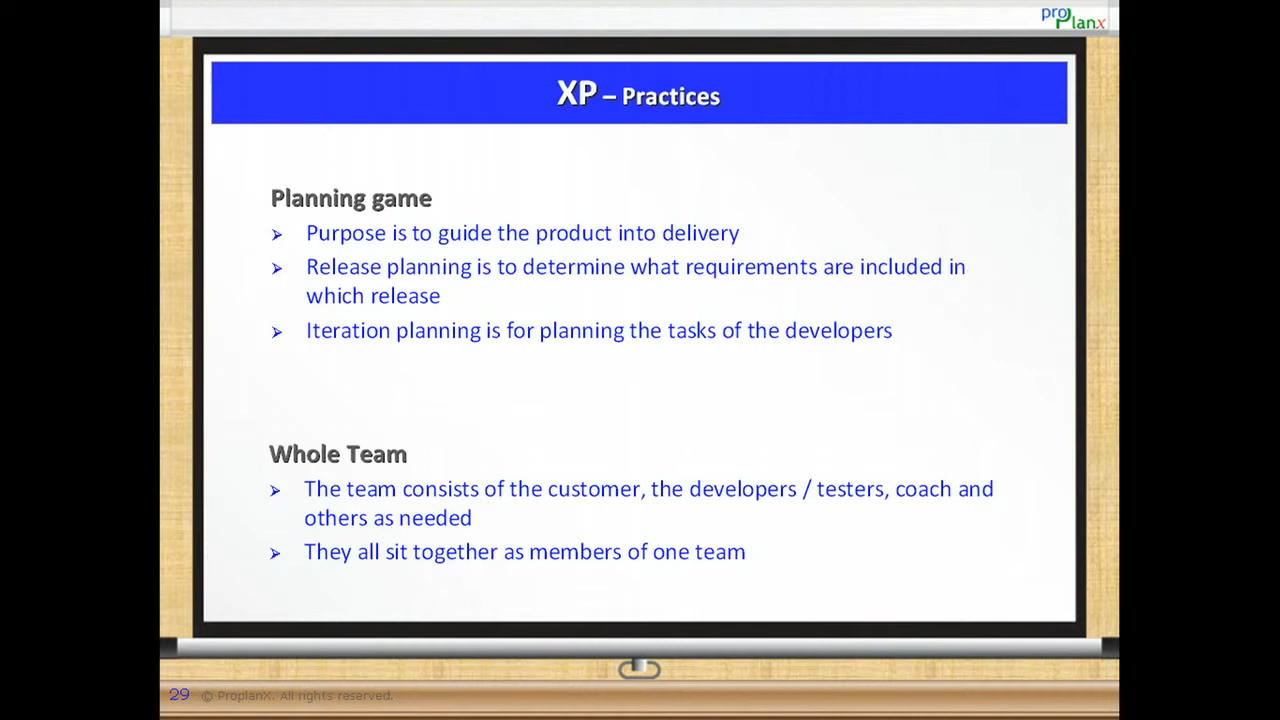 pro
Planx
XP – Practices
Planning game
➢ Purpose is to guide the product into delivery
➢ Release planning is to determine what requirements are included in
which release
➢ Iteration planning is for planning the tasks of the developers
Whole Team
➢ The team consists of the customer, the developers / testers, coach and
others as needed
➢ They all sit together as members of one team
29 © ProplanX. All rights reserved.